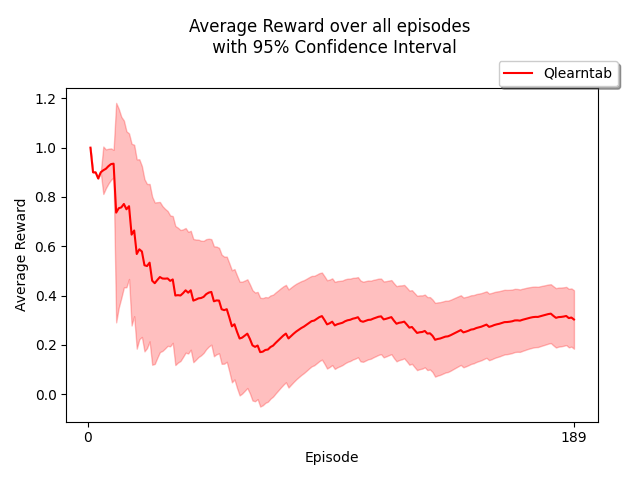 Average Reward over all episodes
with 95% Confidence Interval
Qlearntab
1.2
1.0
0.8
0.6
0.4
0.2
0.0
Average Reward
0
189
Episode